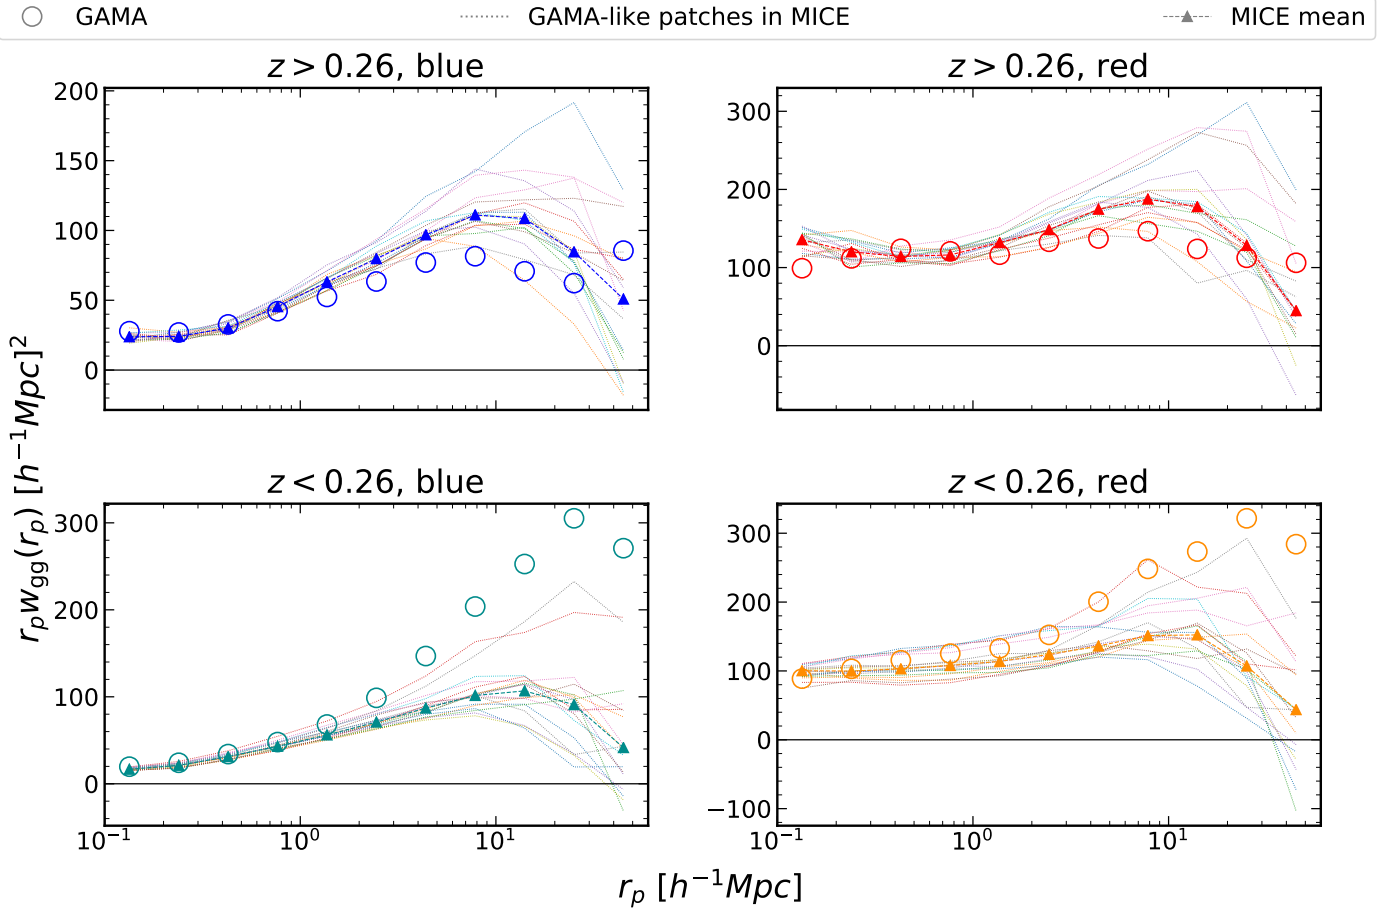 GAMA
GAMA-like patches in MICE
MICE mean
z > 0.26, blue
z > 0.26, red
200
150
100
50
0
300
200
100
0
z < 0.26, blue
z < 0.26, red
300
200
100
0
300
200
100
0
−100
10⁻¹
10⁰
10¹
10⁻¹
10⁰
10¹
r_p w_gg(r_p) [h⁻¹Mpc]²
r_p [h⁻¹Mpc]